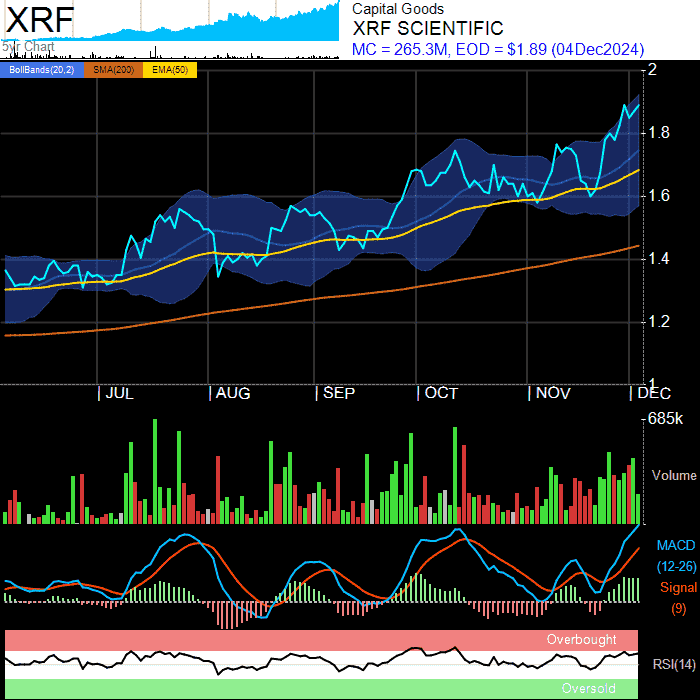 XRF
5yr Chart
Capital Goods
XRF SCIENTIFIC
MC = 265.3M, EOD = $1.89 (04Dec2024)
BollBands(20,2) SMA(200) EMA(50)
2
1.8
1.6
1.4
1.2
1
JUL AUG SEP OCT NOV DEC
685k
Volume
MACD
(12-26)
Signal
(9)
Overbought
RSI(14)
Oversold